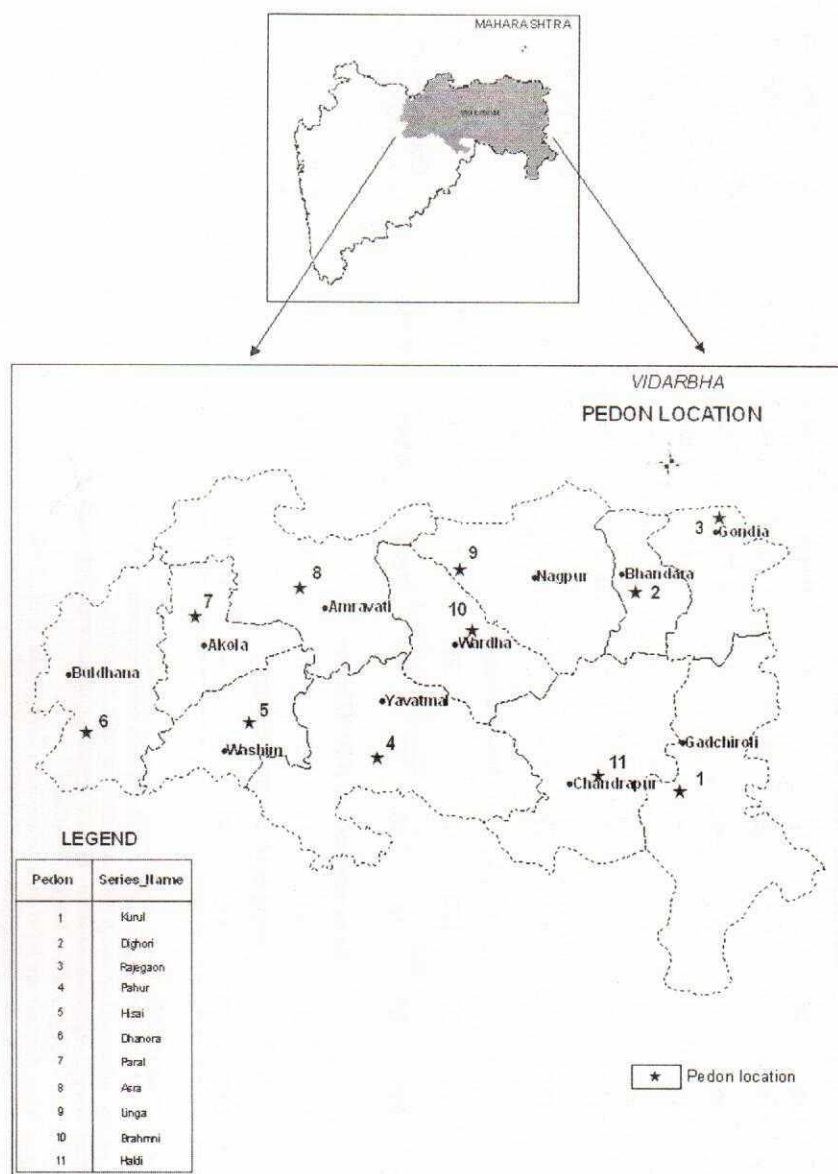 MAHARASHTRA
VIDARBHA
VIDARBHA
PEDON LOCATION
3
Gondia
9
Nagpur
Bhandara
2
8
Amravati
7
Akola
10
Wardha
Buldhana
Yavatmal
5
Washim
6
4
Gadchiroli
11
Chandrapur
1
LEGEND
Pedon Series_Name
1 Kurul
2 Dighori
3 Rajegaon
4 Pahur
5 Hisai
6 Dhanora
7 Paral
8 Asra
9 Linga
10 Brahmni
11 Haldi
Pedon location